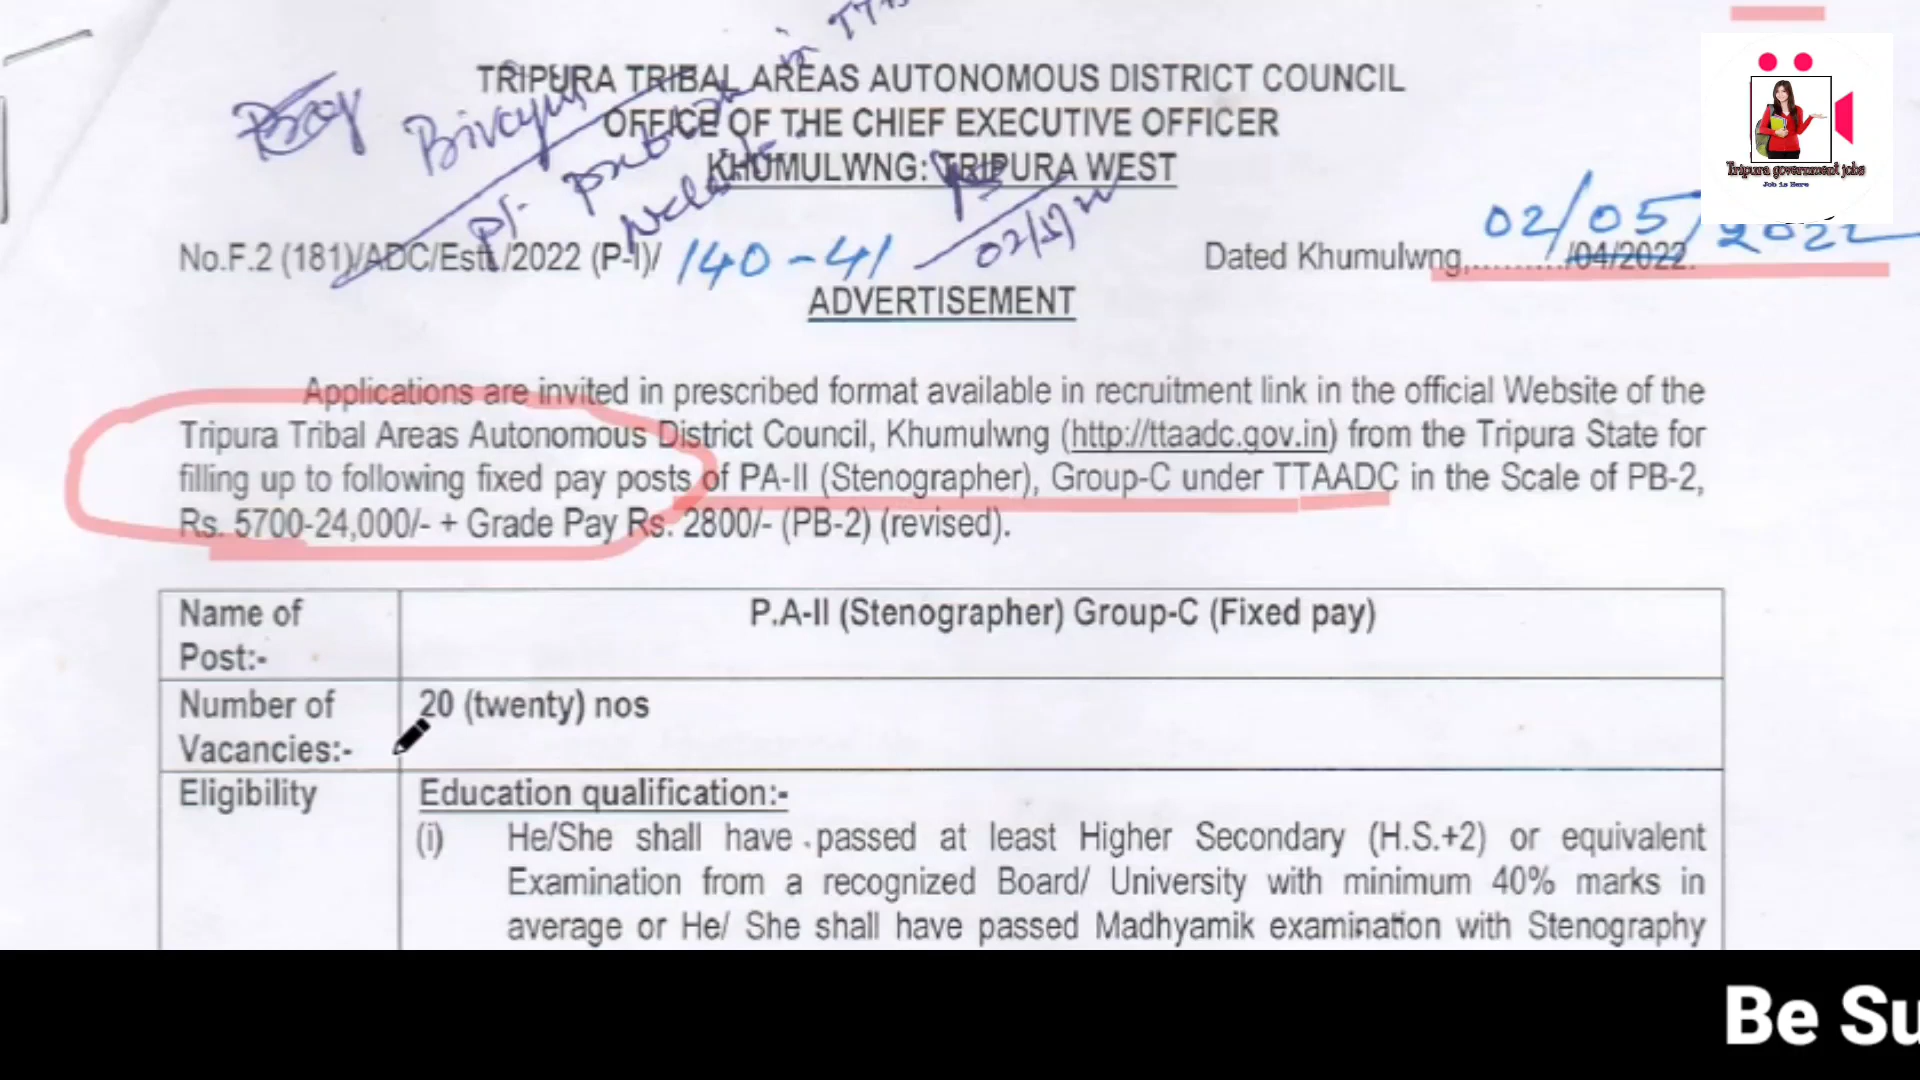 TRIPURA TRIBAL AREAS AUTONOMOUS DISTRICT COUNCIL
OFFICE OF THE CHIEF EXECUTIVE OFFICER
KHUMULWNG: TRIPURA WEST
02/5/22
Tripura government jobs
Job is Here
02/05/2022
No.F.2 (181)/ADC/Estt./2022 (P-I)/ 140-41
Dated Khumulwng,........../04/2022.
ADVERTISEMENT
Applications are invited in prescribed format available in recruitment link in the official Website of the
Tripura Tribal Areas Autonomous District Council, Khumulwng (http://ttaadc.gov.in) from the Tripura State for
filling up to following fixed pay posts of PA-II (Stenographer), Group-C under TTAADC in the Scale of PB-2,
Rs. 5700-24,000/- + Grade Pay Rs. 2800/- (PB-2) (revised).
Name of
Post:-
P.A-II (Stenographer) Group-C (Fixed pay)
Number of
Vacancies:-
20 (twenty) nos
Eligibility
Education qualification:-
(i) He/She shall have passed at least Higher Secondary (H.S.+2) or equivalent
Examination from a recognized Board/ University with minimum 40% marks in
average or He/ She shall have passed Madhyamik examination with Stenography
Be Su